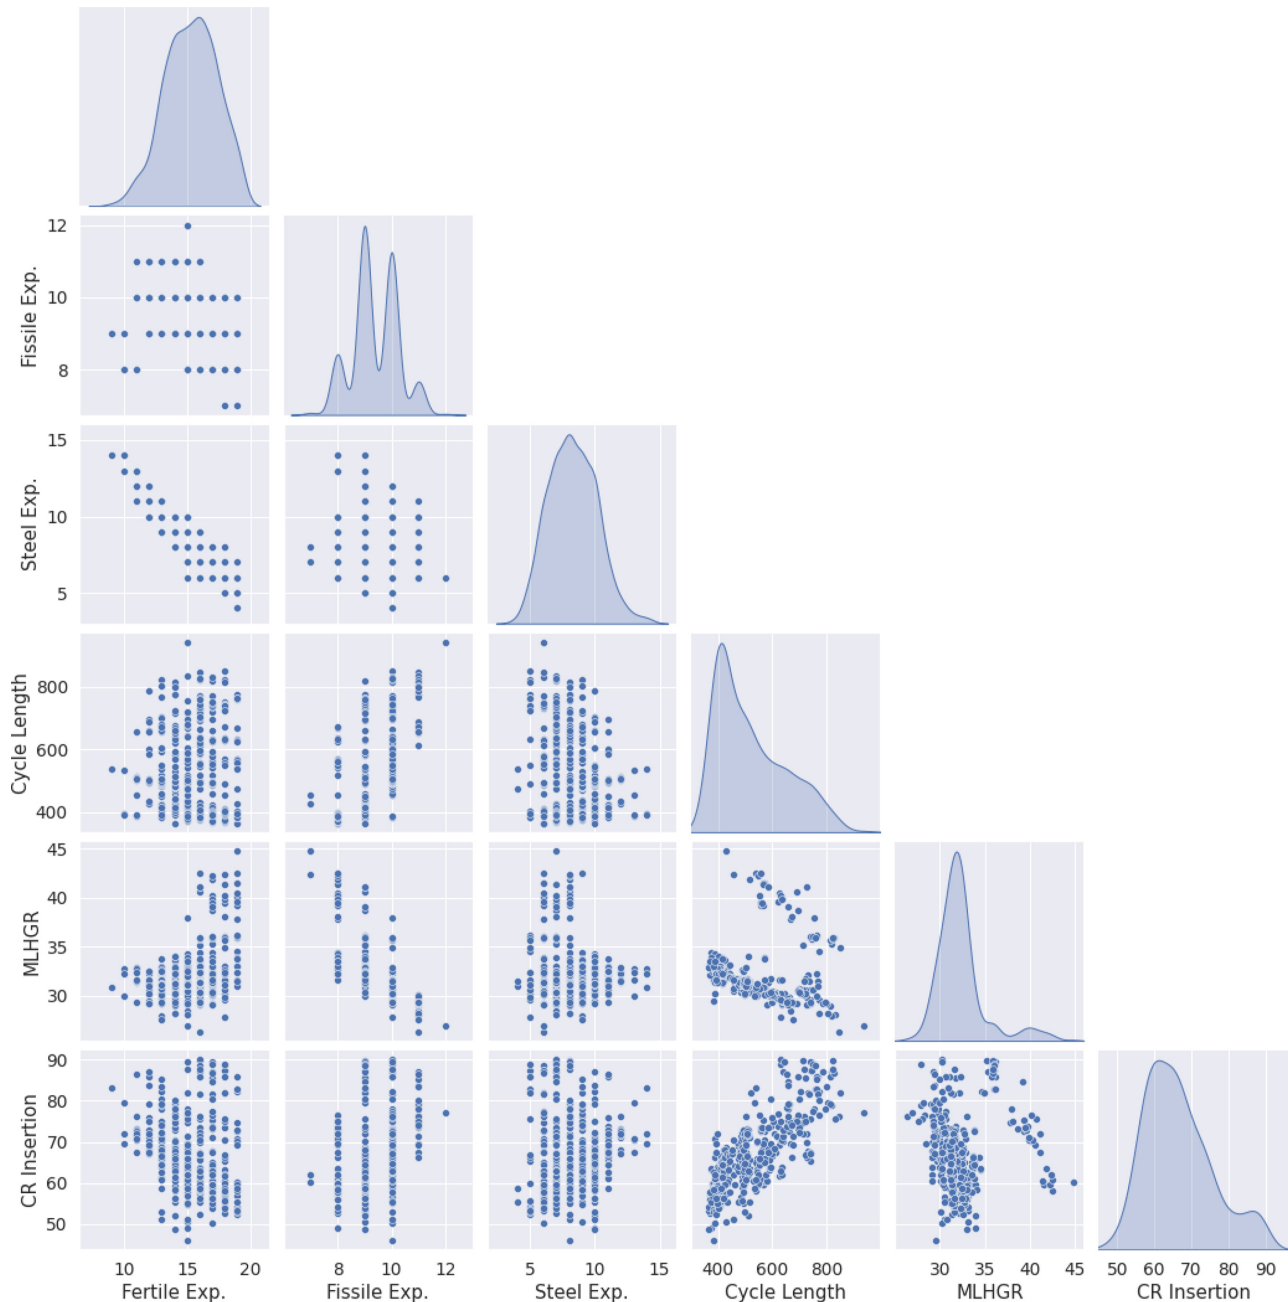 12
10
8
Fissile Exp.
15
10
5
Steel Exp.
800
600
400
Cycle Length
45
40
35
30
MLHGR
90
80
70
60
50
CR Insertion
10 15 20
8 10 12
5 10 15
400 600 800
30 35 40 45
50 60 70 80 90
Fertile Exp.
Fissile Exp.
Steel Exp.
Cycle Length
MLHGR
CR Insertion